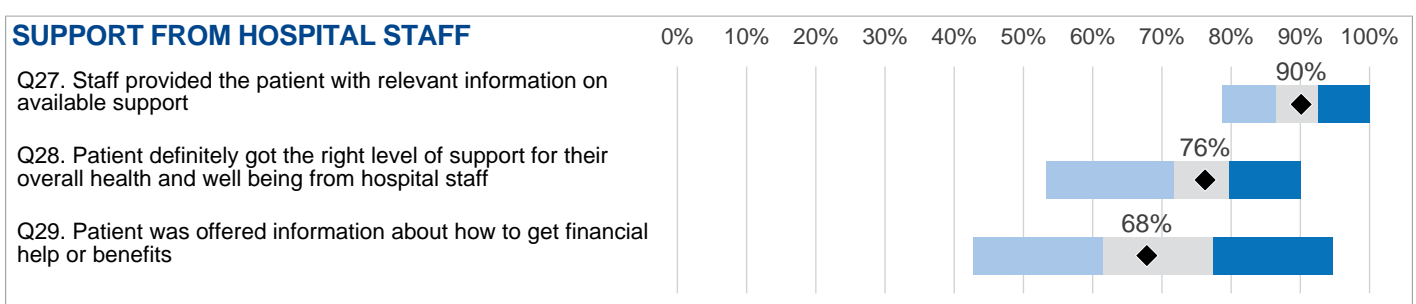 SUPPORT FROM HOSPITAL STAFF
0% 10% 20% 30% 40% 50% 60% 70% 80% 90% 100%
Q27. Staff provided the patient with relevant information on
available support
90%
Q28. Patient definitely got the right level of support for their
overall health and well being from hospital staff
76%
Q29. Patient was offered information about how to get financial
help or benefits
68%